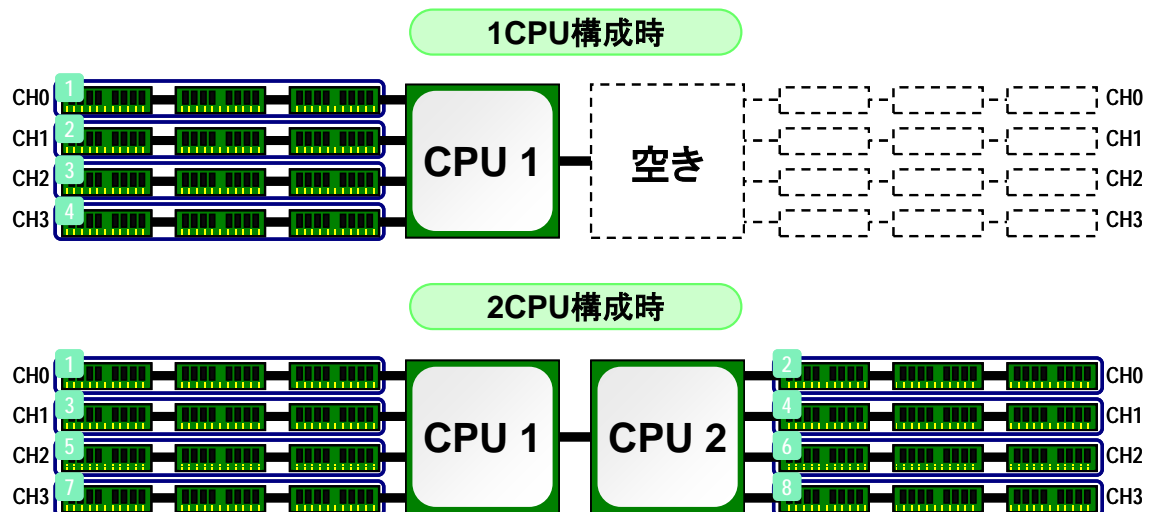 1CPU構成時
CH0 1 CH0
CH1 2 CH1
CH2 3 CPU 1 空き CH2
CH3 4 CH3
2CPU構成時
CH0 1 2 CH0
CH1 3 4 CH1
CH2 5 CPU 1 CPU 2 6 CH2
CH3 7 8 CH3